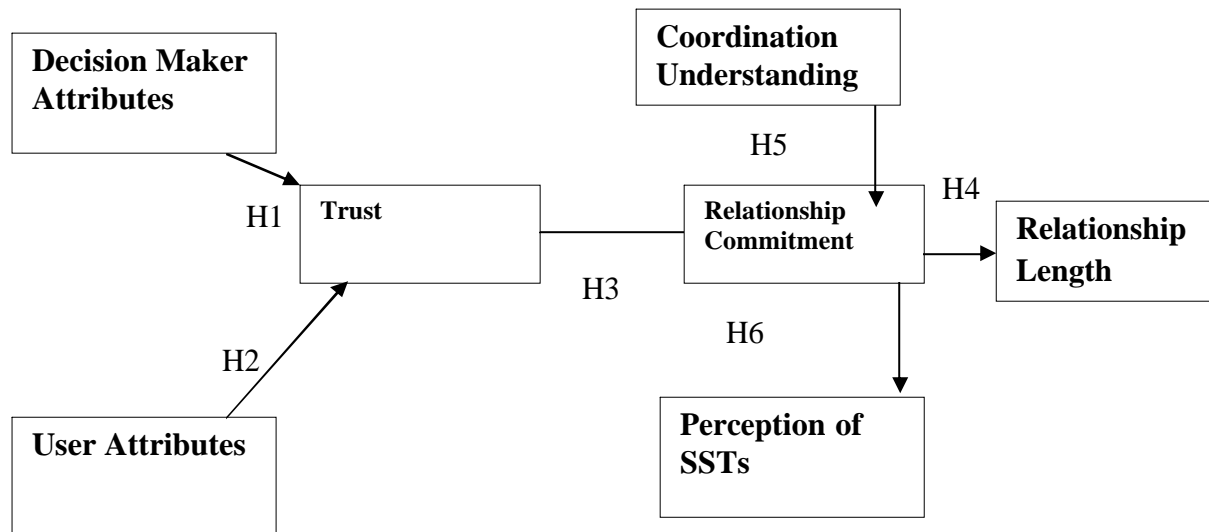 Decision Maker
Attributes
Coordination
Understanding
H5
H4
H1
Trust
Relationship
Commitment
Relationship
Length
H3
H6
H2
User Attributes
Perception of
SSTs